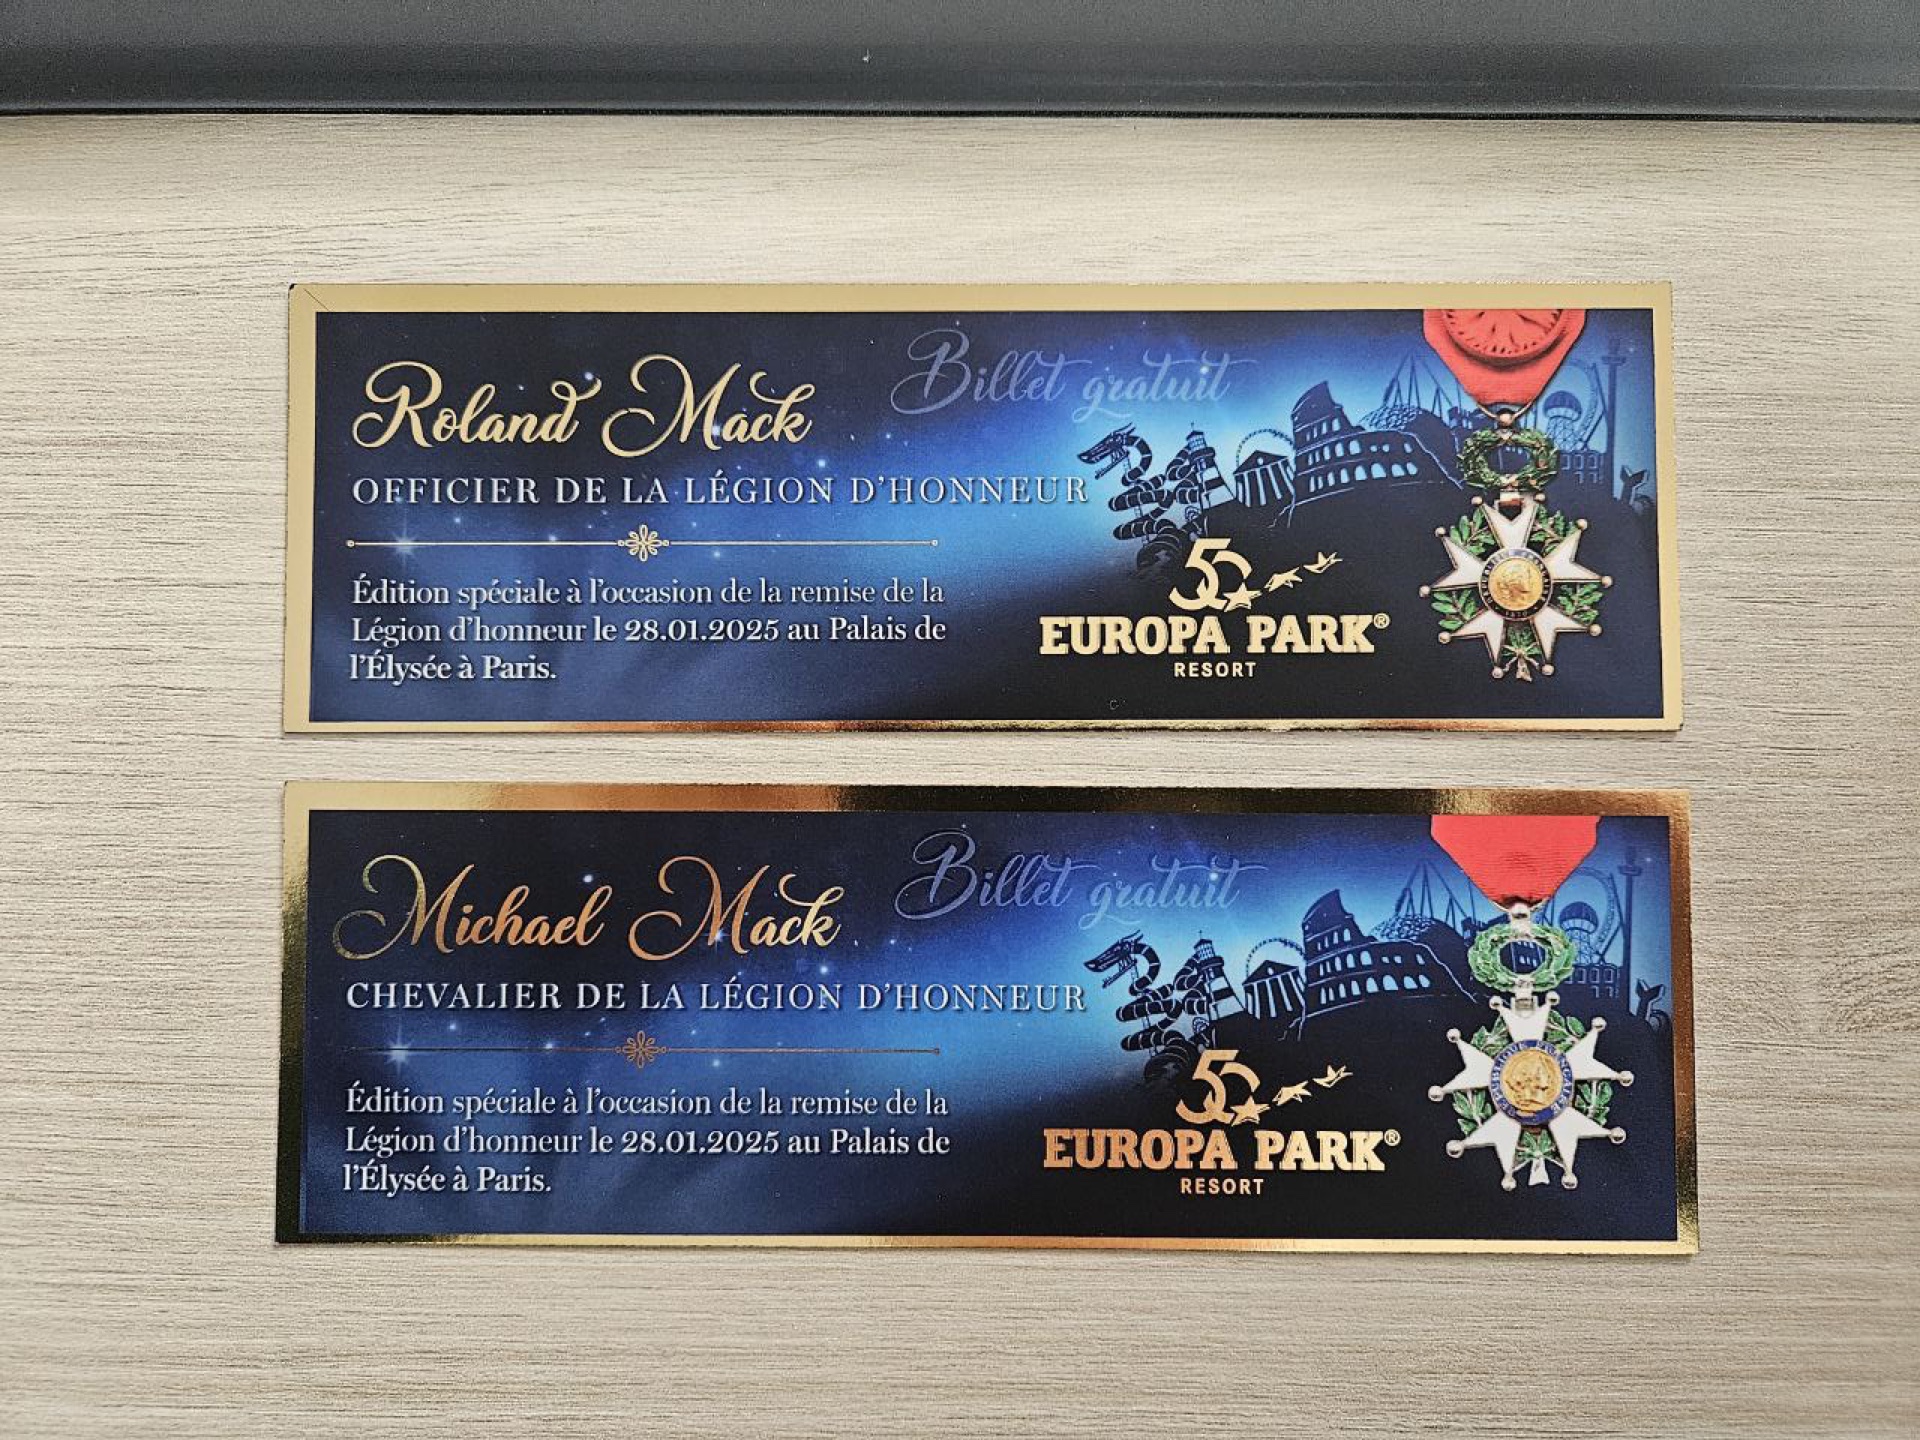 Roland Mack
Billet gratuit
OFFICIER DE LA LÉGION D'HONNEUR
Édition spéciale à l'occasion de la remise de la
Légion d'honneur le 28.01.2025 au Palais de
l'Élysée à Paris.
50
EUROPA PARK®
RESORT
Michael Mack
Billet gratuit
CHEVALIER DE LA LÉGION D'HONNEUR
Édition spéciale à l'occasion de la remise de la
Légion d'honneur le 28.01.2025 au Palais de
l'Élysée à Paris.
50
EUROPA PARK®
RESORT